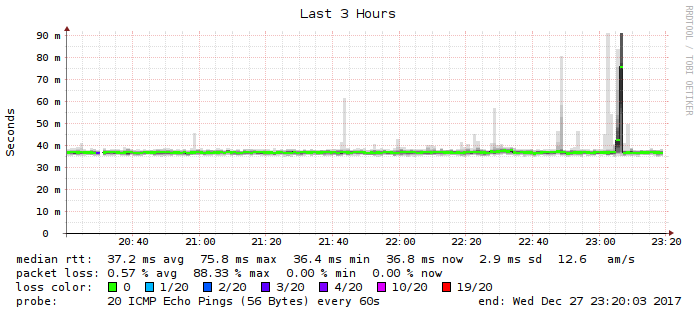 Last 3 Hours
RRDTOOL / TOBI OETIKER
Seconds
90 m
80 m
70 m
60 m
50 m
40 m
30 m
20 m
10 m
0
20:40 21:00 21:20 21:40 22:00 22:20 22:40 23:00 23:20
median rtt: 37.2 ms avg 75.8 ms max 36.4 ms min 36.8 ms now 2.9 ms sd 12.6 am/s
packet loss: 0.57 % avg 88.33 % max 0.00 % min 0.00 % now
loss color: 0 1/20 2/20 3/20 4/20 10/20 19/20
probe: 20 ICMP Echo Pings (56 Bytes) every 60s end: Wed Dec 27 23:20:03 2017